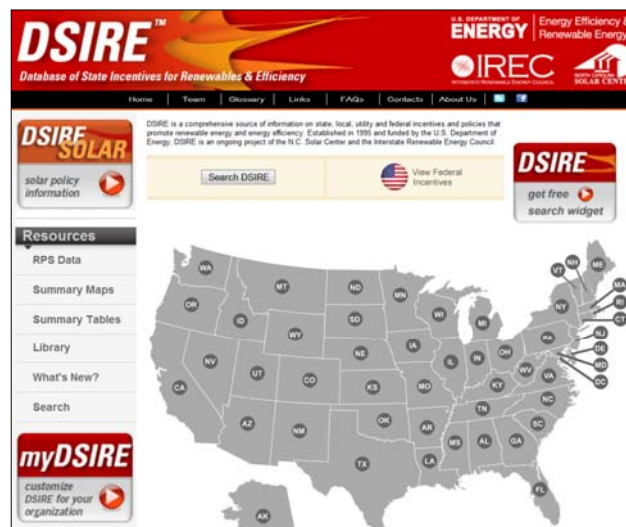 DSIRE™
Database of State Incentives for Renewables & Efficiency
U.S. DEPARTMENT OF
ENERGY
Energy Efficiency &
Renewable Energy
IREC
INTERSTATE RENEWABLE ENERGY COUNCIL
NORTH CAROLINA
SOLAR CENTER
Home | Team | Glossary | Links | FAQs | Contacts | About Us
DSIRE
SOLAR
solar policy
information
DSIRE is a comprehensive source of information on state, local, utility and federal incentives and policies that
promote renewable energy and energy efficiency. Established in 1995 and funded by the U.S. Department of
Energy, DSIRE is an ongoing project of the N.C. Solar Center and the Interstate Renewable Energy Council
Search DSIRE
View Federal
Incentives
DSIRE
get free
search widget
Resources
RPS Data
Summary Maps
Summary Tables
Library
What's New?
Search
myDSIRE
customize
DSIRE for your
organization
WA
MT
ND
MN
VT
NH
ME
MA
OR
ID
SD
WI
MI
NY
RI
CT
WY
NE
IA
PA
NJ
NV
UT
CO
IL
IN
OH
DE
MD
CA
KS
MO
KY
WV
VA
DC
AZ
NM
OK
AR
TN
NC
SC
TX
LA
MS
AL
GA
AK
FL